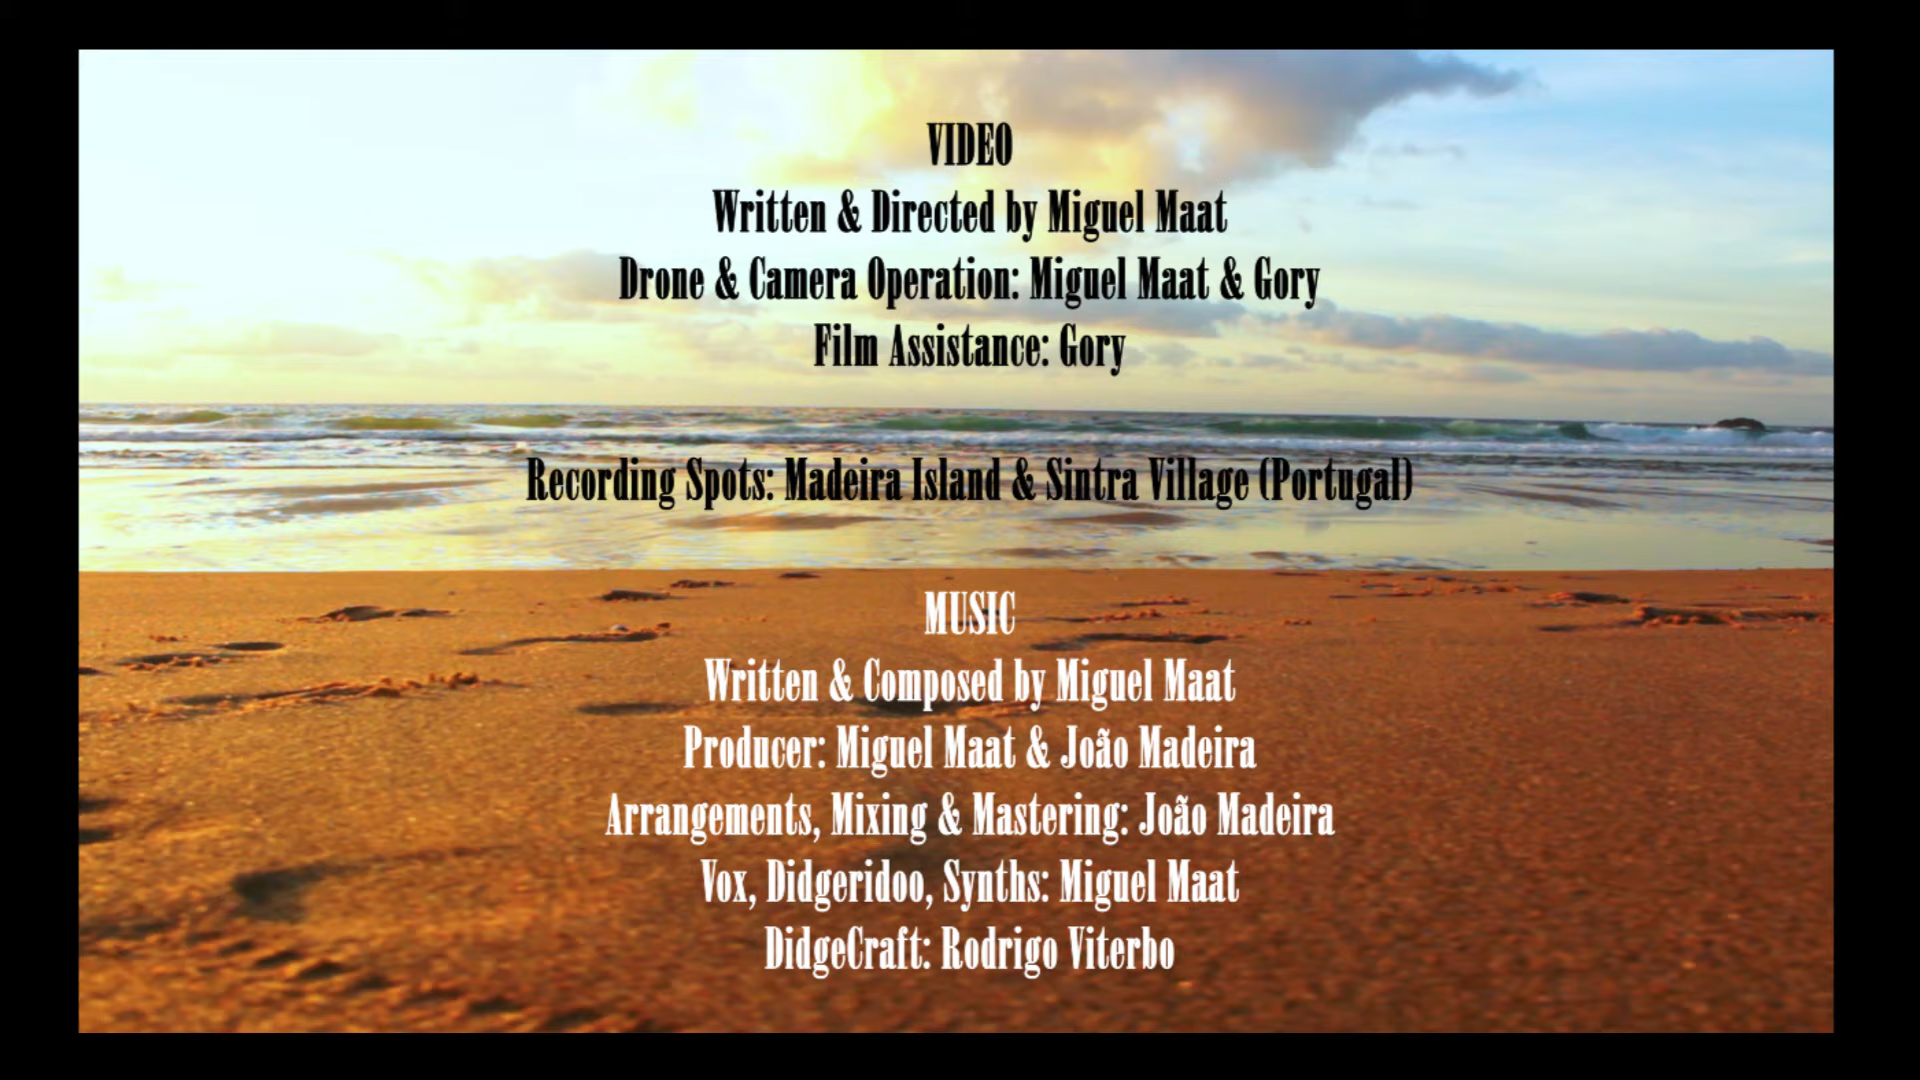 VIDEO
Written & Directed by Miguel Maat
Drone & Camera Operation: Miguel Maat & Gory
Film Assistance: Gory
Recording Spots: Madeira Island & Sintra Village (Portugal)
MUSIC
Written & Composed by Miguel Maat
Producer: Miguel Maat & João Madeira
Arrangements, Mixing & Mastering: João Madeira
Vox, Didgeridoo, Synths: Miguel Maat
DidgeCraft: Rodrigo Viterbo